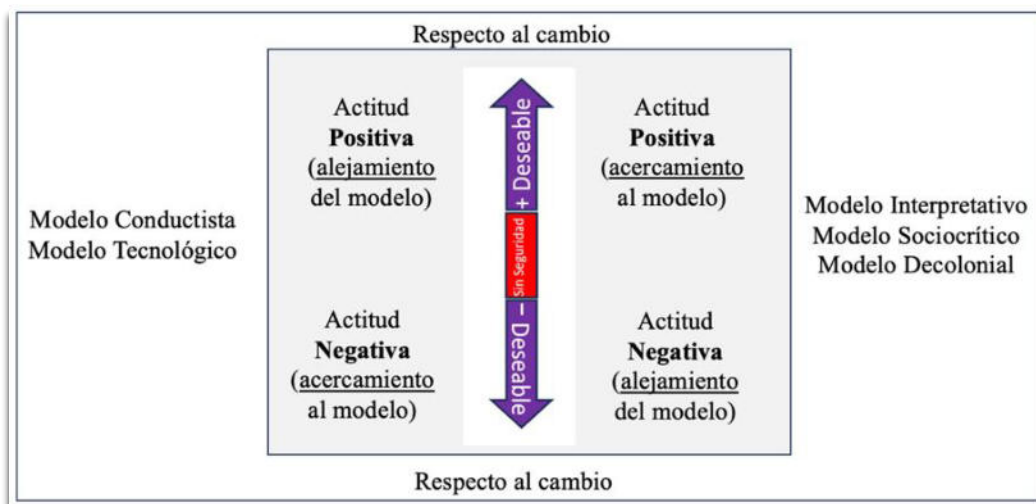 Respecto al cambio
Actitud
Positiva
(alejamiento
del modelo)
+ Deseable
Actitud
Positiva
(acercamiento
al modelo)
Modelo Conductista
Modelo Tecnológico
Sin Seguridad
Modelo Interpretativo
Modelo Sociocrítico
Modelo Decolonial
Actitud
Negativa
(acercamiento
al modelo)
Deseable −
Actitud
Negativa
(alejamiento
del modelo)
Respecto al cambio